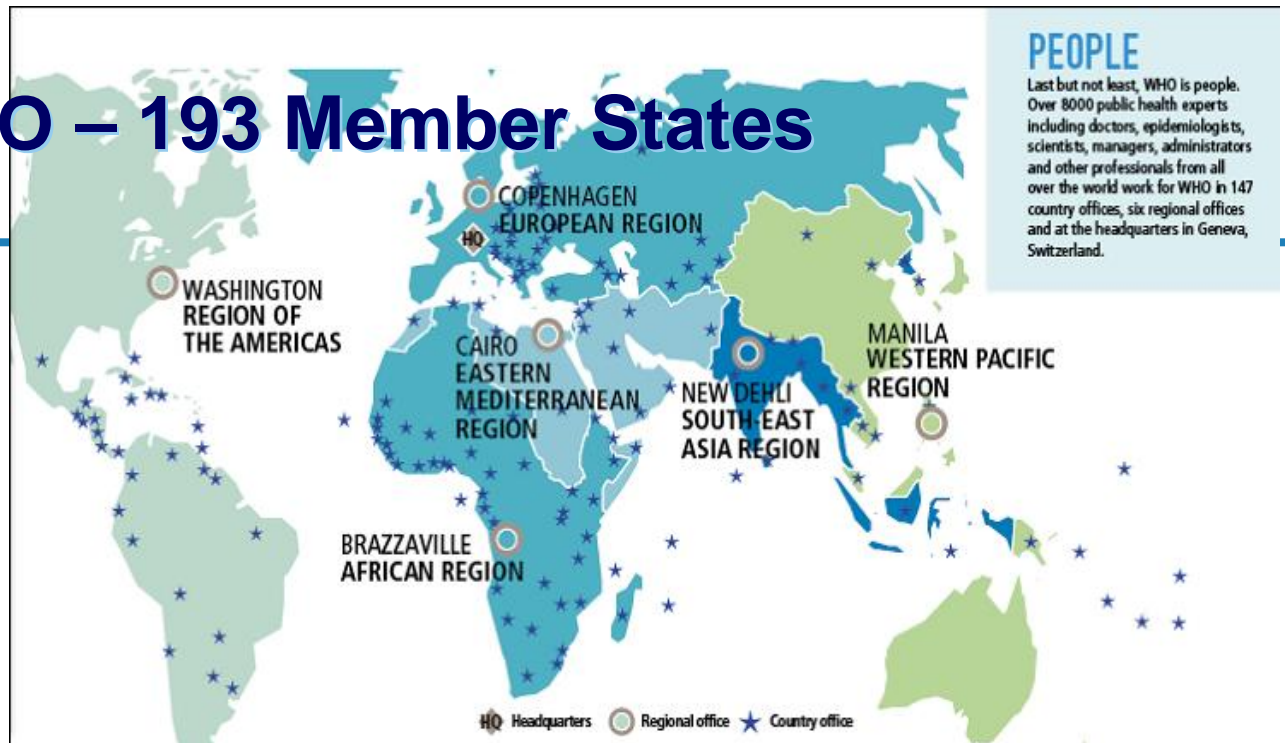 O – 193 Member States
PEOPLE
Last but not least, WHO is people.
Over 8000 public health experts
including doctors, epidemiologists,
scientists, managers, administrators
and other professionals from all
over the world work for WHO in 147
country offices, six regional offices
and at the headquarters in Geneva,
Switzerland.
COPENHAGEN
EUROPEAN REGION
HQ
WASHINGTON
REGION OF
THE AMERICAS
CAIRO
EASTERN
MEDITERRANEAN
REGION
NEW DEHLI
SOUTH-EAST
ASIA REGION
MANILA
WESTERN PACIFIC
REGION
BRAZZAVILLE
AFRICAN REGION
HQ Headquarters Regional office Country office